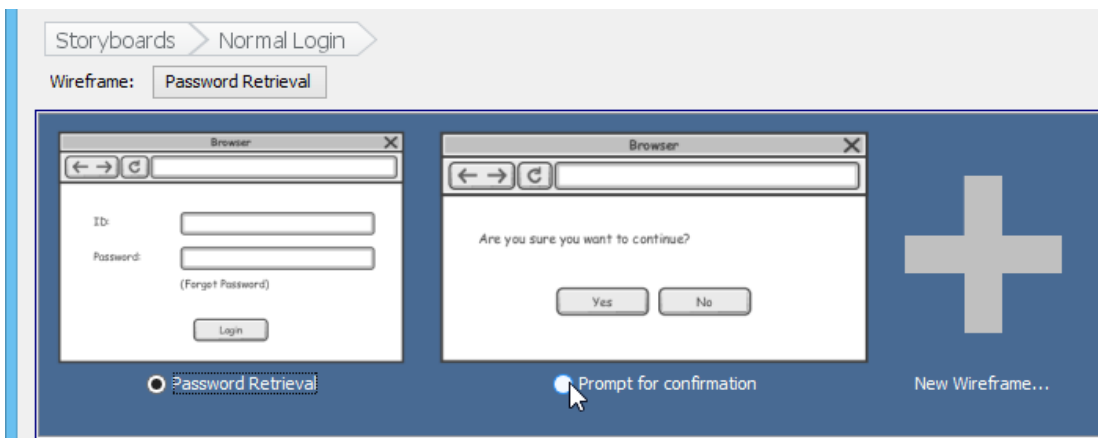 Storyboards Normal Login
Wireframe: Password Retrieval
Browser
ID:
Password:
(Forgot Password)
Login
Password Retrieval
Browser
Are you sure you want to continue?
Yes No
Prompt for confirmation
New Wireframe...